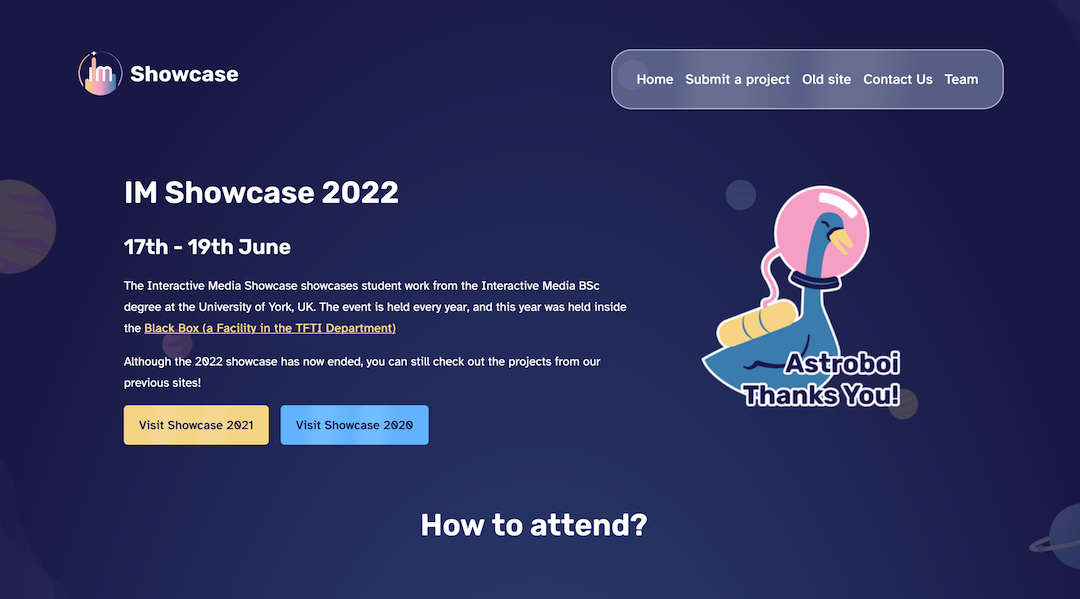 im Showcase
Home Submit a project Old site Contact Us Team
IM Showcase 2022
17th - 19th June
The Interactive Media Showcase showcases student work from the Interactive Media BSc
degree at the University of York, UK. The event is held every year, and this year was held inside
the Black Box (a Facility in the TFTI Department)
Although the 2022 showcase has now ended, you can still check out the projects from our
previous sites!
Visit Showcase 2021 Visit Showcase 2020
Astroboi
Thanks You!
How to attend?